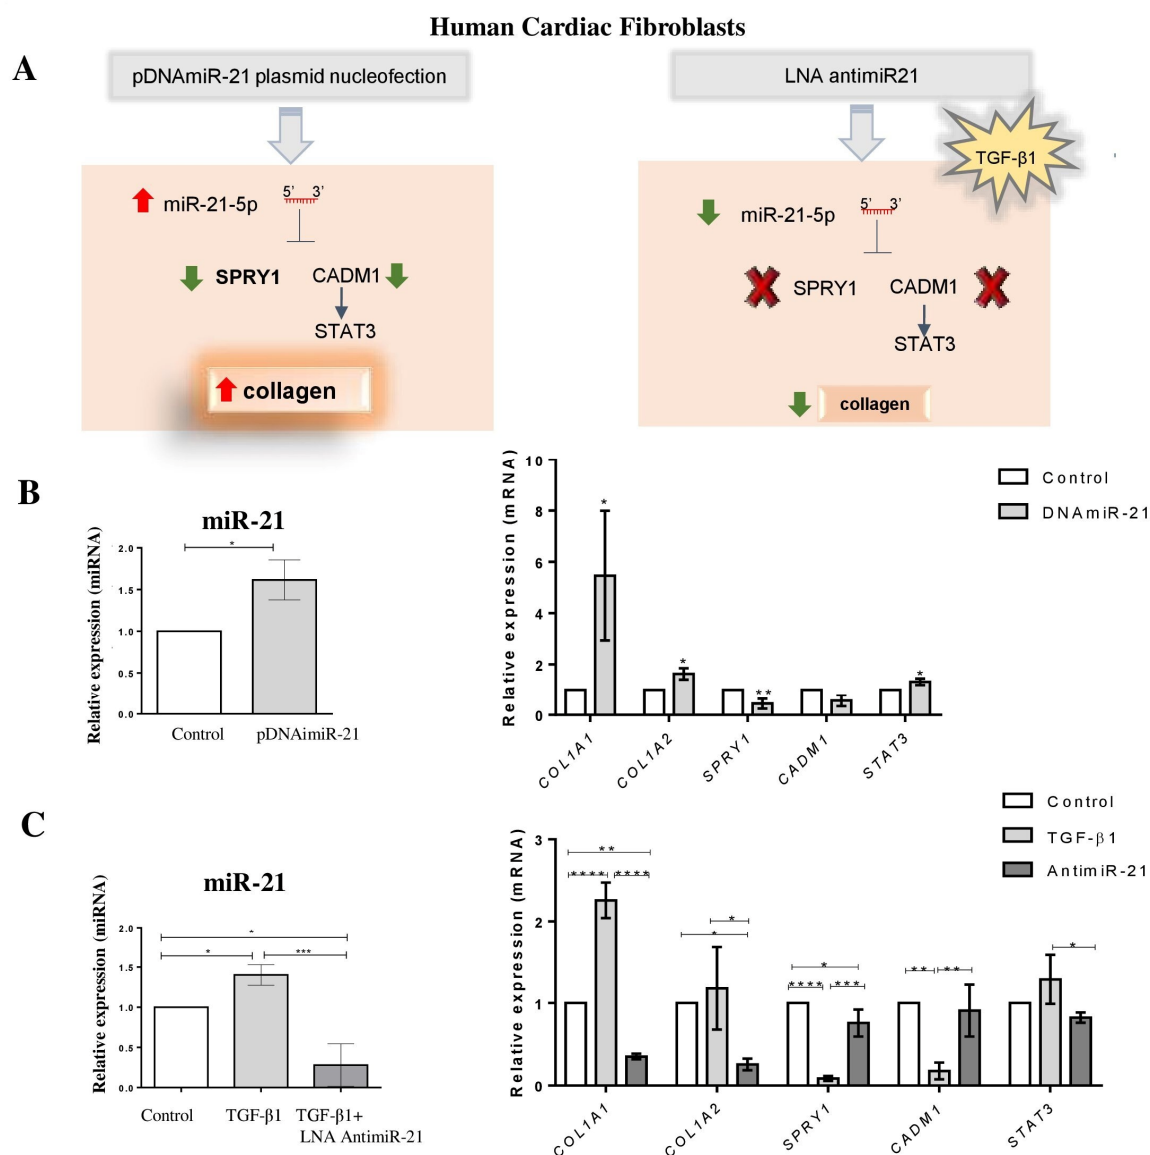 Human Cardiac Fibroblasts
A
pDNAmiR-21 plasmid nucleofection
LNA antimiR21
TGF-β1
miR-21-5p
5’ 3’
SPRY1
CADM1
STAT3
collagen
miR-21-5p
5’ 3’
SPRY1
CADM1
STAT3
collagen
B
miR-21
Relative expression (miRNA)
2.0
1.5
1.0
0.5
0.0
*
Control
pDNAimiR-21
Relative expression (mRNA)
10
8
6
4
2
0
*
*
**
*
COL1A1
COL1A2
SPRY1
CADM1
STAT3
Control
DNAmiR-21
C
miR-21
Relative expression (miRNA)
2.0
1.5
1.0
0.5
0.0
*
*
***
Control
TGF-β1
TGF-β1+
LNA AntimiR-21
Relative expression (mRNA)
3
2
1
0
**
****
****
*
*
*
****
***
**
**
*
COL1A1
COL1A2
SPRY1
CADM1
STAT3
Control
TGF-β1
AntimiR-21